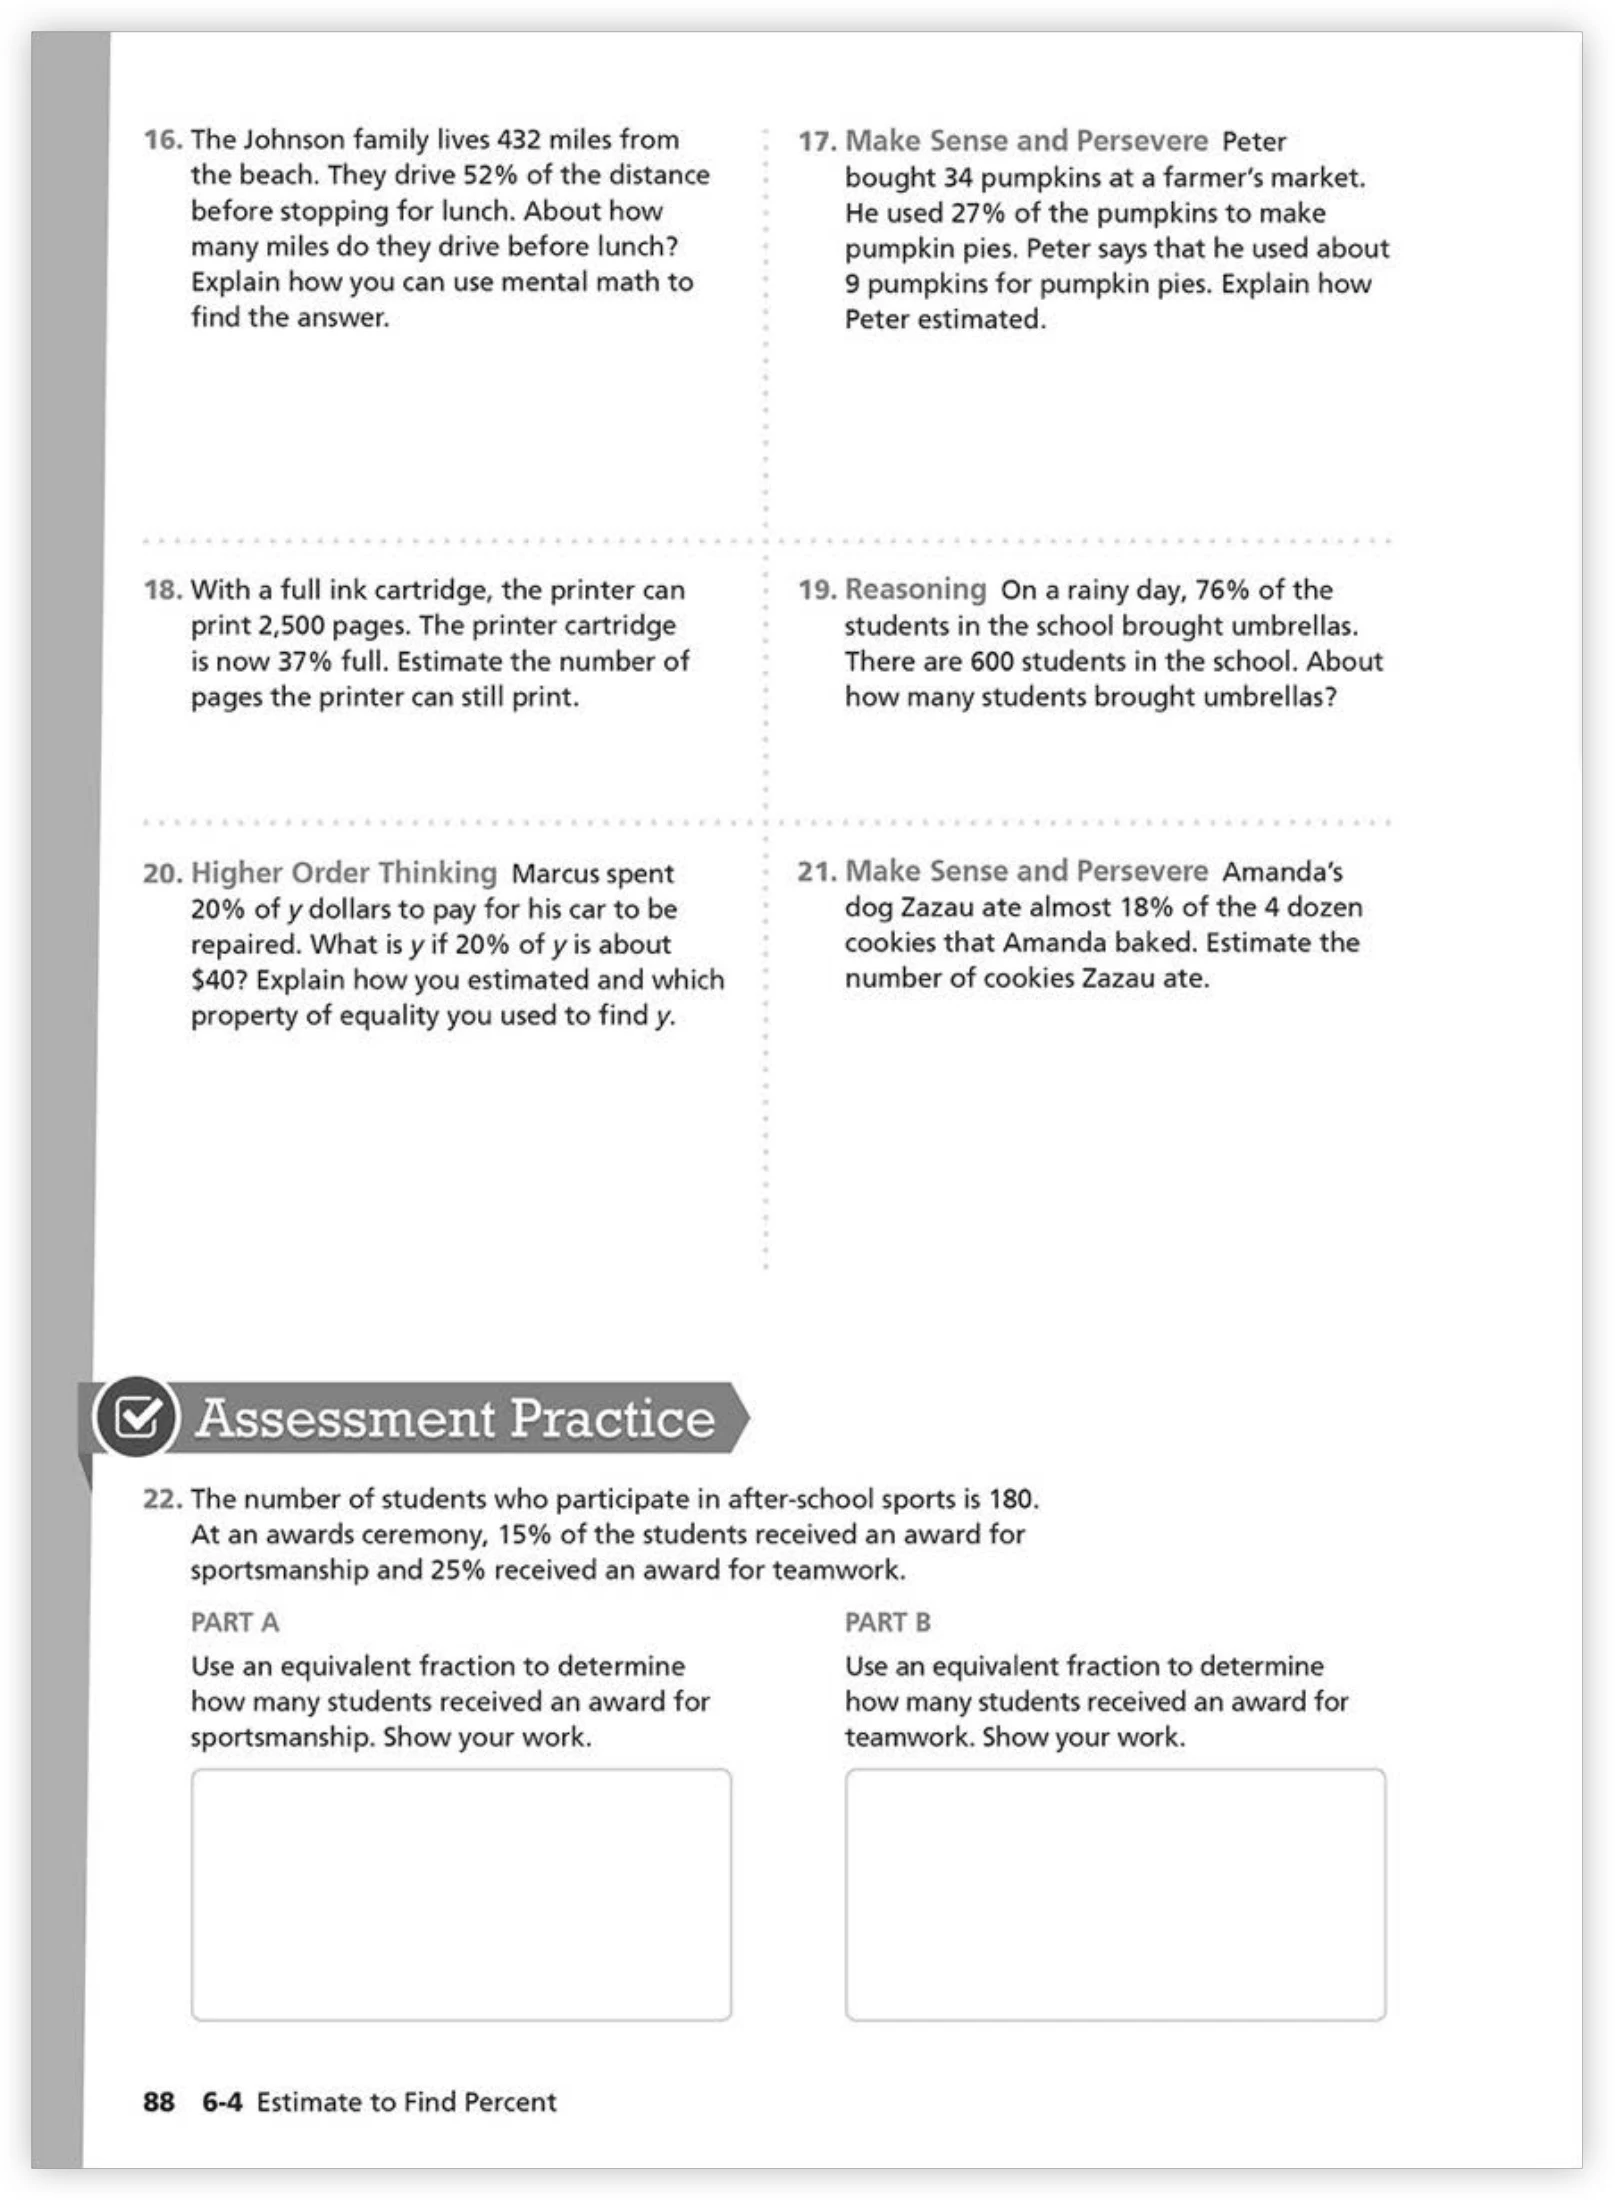 16. The Johnson family lives 432 miles from
the beach. They drive 52% of the distance
before stopping for lunch. About how
many miles do they drive before lunch?
Explain how you can use mental math to
find the answer.
17. Make Sense and Persevere Peter
bought 34 pumpkins at a farmer's market.
He used 27% of the pumpkins to make
pumpkin pies. Peter says that he used about
9 pumpkins for pumpkin pies. Explain how
Peter estimated.
18. With a full ink cartridge, the printer can
print 2,500 pages. The printer cartridge
is now 37% full. Estimate the number of
pages the printer can still print.
19. Reasoning On a rainy day, 76% of the
students in the school brought umbrellas.
There are 600 students in the school. About
how many students brought umbrellas?
20. Higher Order Thinking Marcus spent
20% of y dollars to pay for his car to be
repaired. What is y if 20% of y is about
$40? Explain how you estimated and which
property of equality you used to find y.
21. Make Sense and Persevere Amanda's
dog Zazau ate almost 18% of the 4 dozen
cookies that Amanda baked. Estimate the
number of cookies Zazau ate.
Assessment Practice
22. The number of students who participate in after-school sports is 180.
At an awards ceremony, 15% of the students received an award for
sportsmanship and 25% received an award for teamwork.
PART A
Use an equivalent fraction to determine
how many students received an award for
sportsmanship. Show your work.
PART B
Use an equivalent fraction to determine
how many students received an award for
teamwork. Show your work.
88 6-4 Estimate to Find Percent